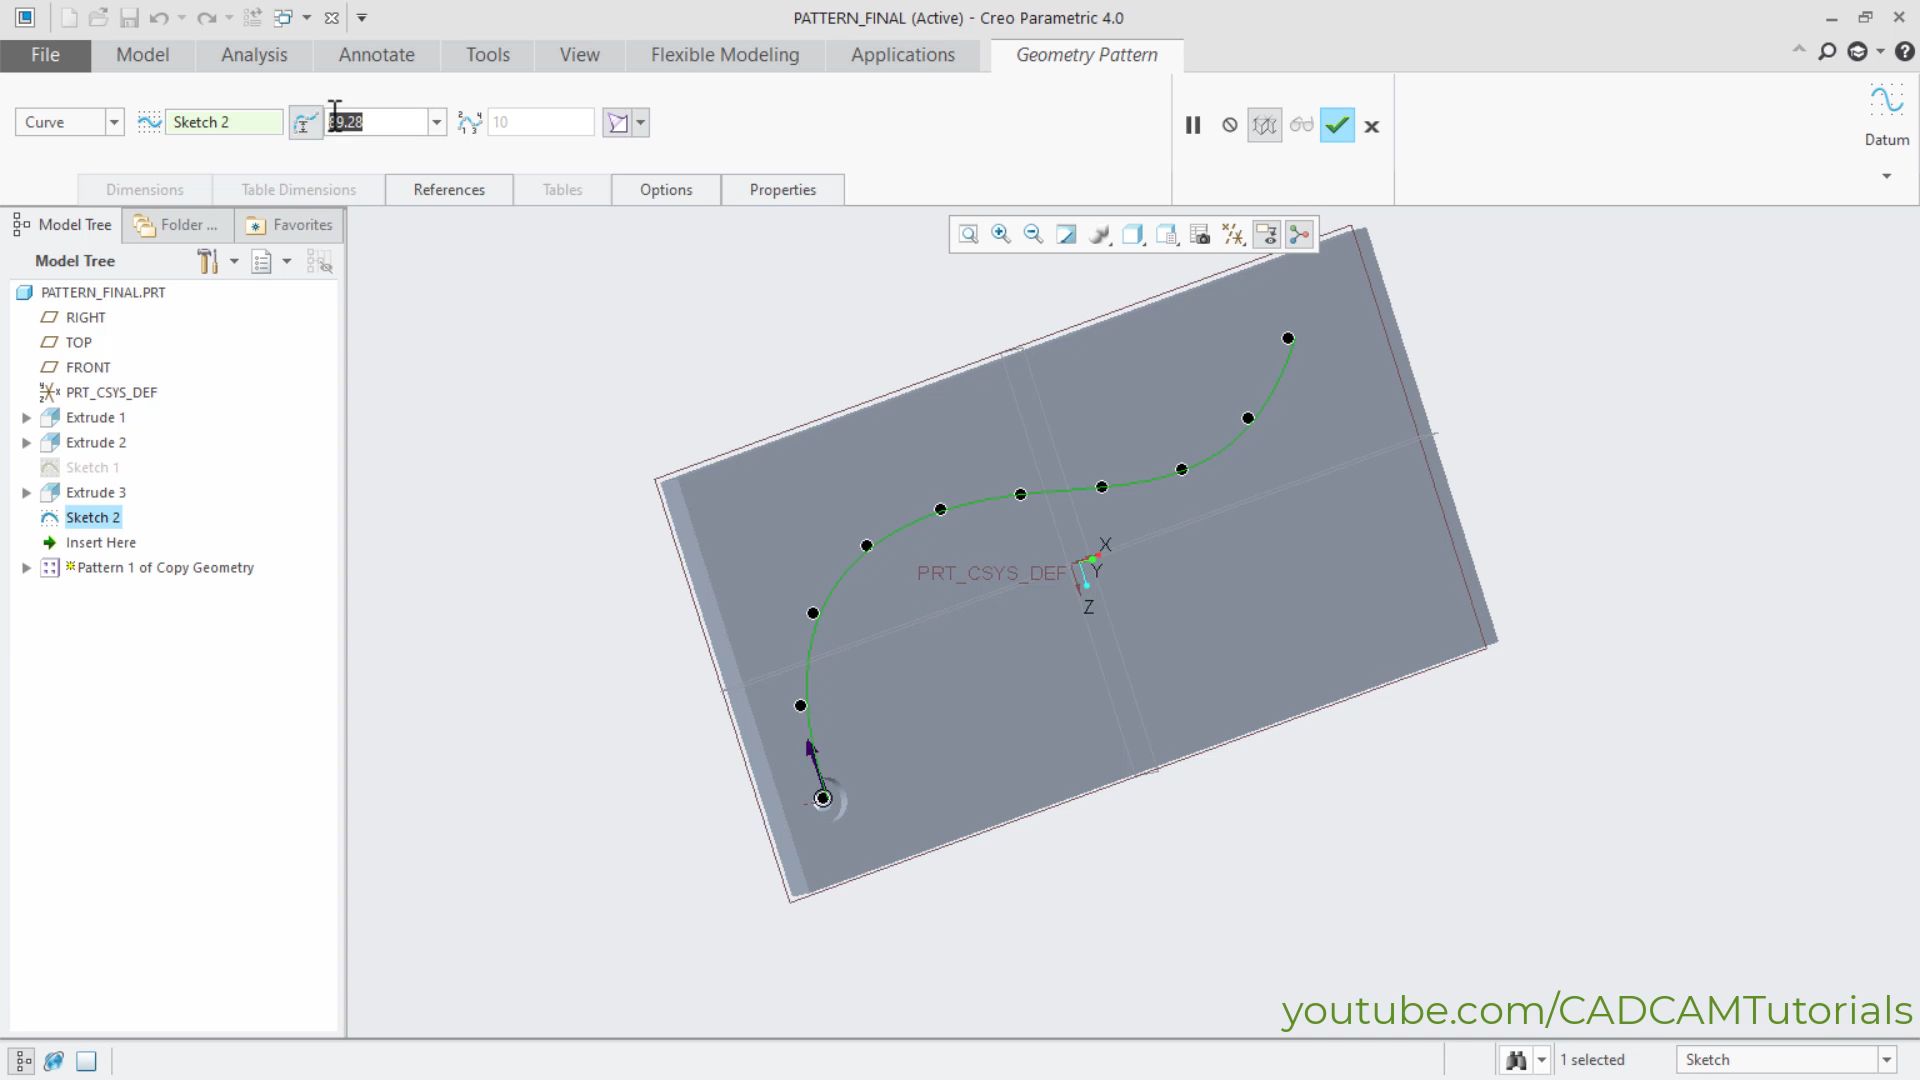 PATTERN_FINAL (Active) - Creo Parametric 4.0
File Model Analysis Annotate Tools View Flexible Modeling Applications Geometry Pattern
Curve Sketch 2 9.28 10
Datum
Dimensions Table Dimensions References Tables Options Properties
Model Tree Folder ... Favorites
Model Tree
PATTERN_FINAL.PRT
RIGHT
TOP
FRONT
PRT_CSYS_DEF
Extrude 1
Extrude 2
Sketch 1
Extrude 3
Sketch 2
Insert Here
Pattern 1 of Copy Geometry
X
PRT_CSYS_DEF Y
Z
youtube.com/CADCAMTutorials
1 selected Sketch